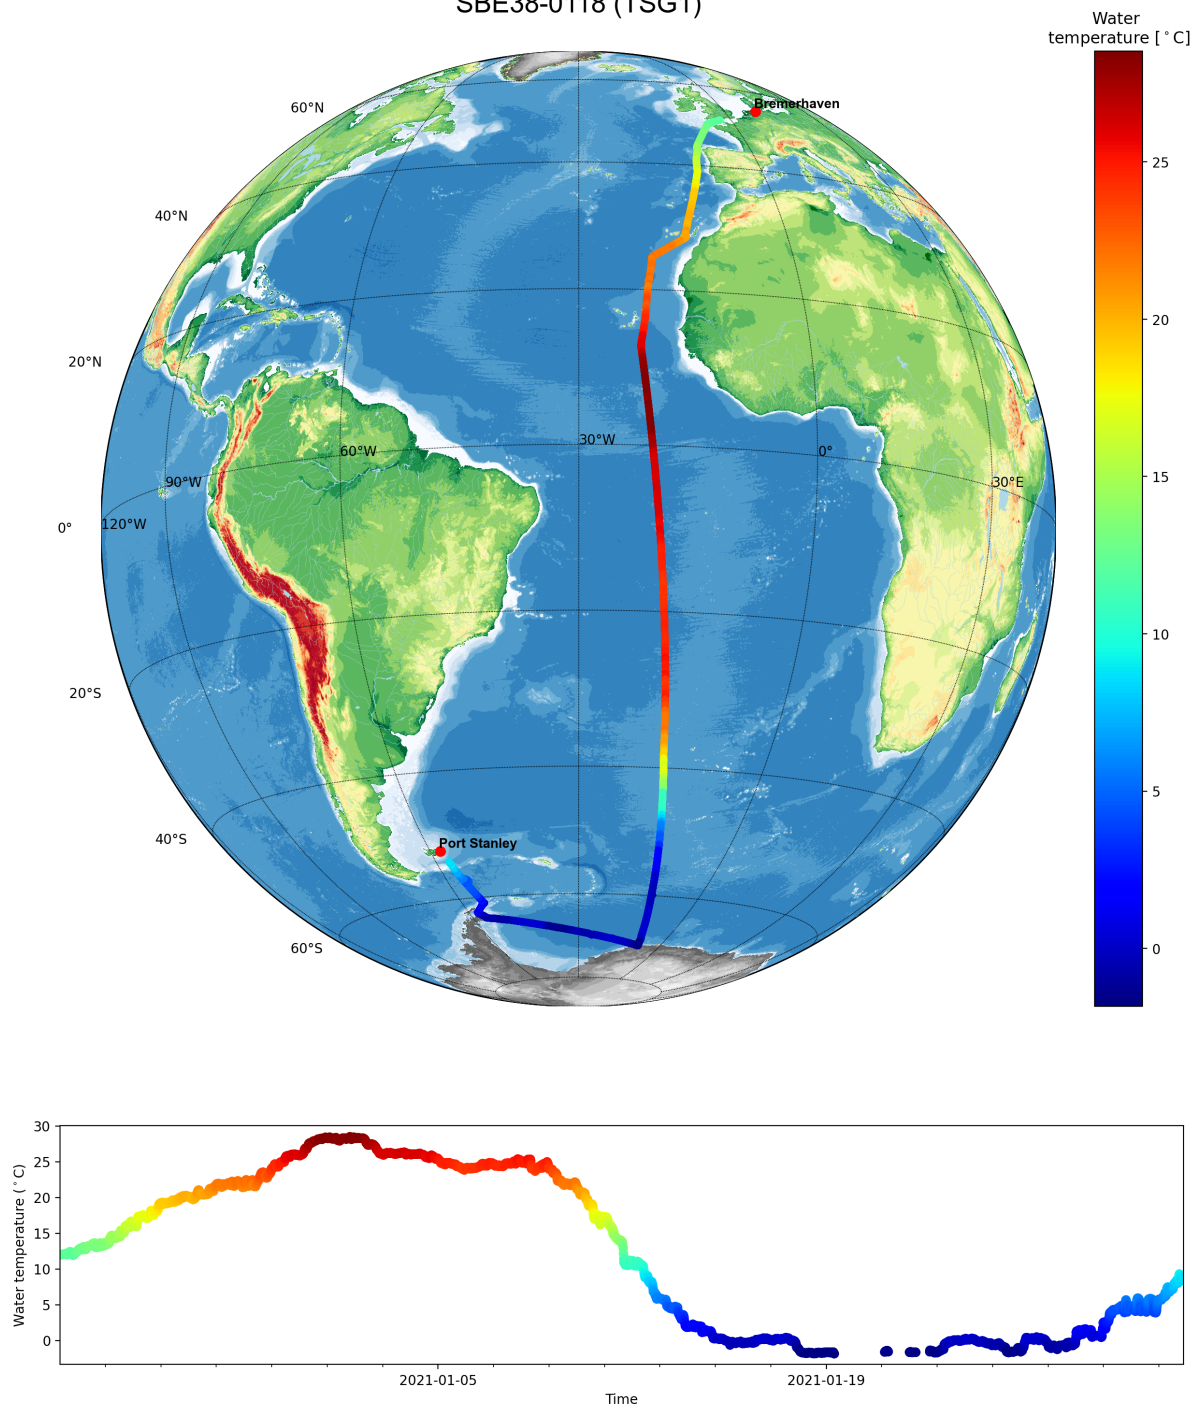 SBE38-0118 (TSG1)
Water
temperature [°C]
Bremerhaven
60°N
40°N
20°N
0°
20°S
40°S
60°S
120°W
90°W
60°W
30°W
0°
30°E
Port Stanley
25
20
15
10
5
0
Water temperature (°C)
30
25
20
15
10
5
0
2021-01-05
2021-01-19
Time